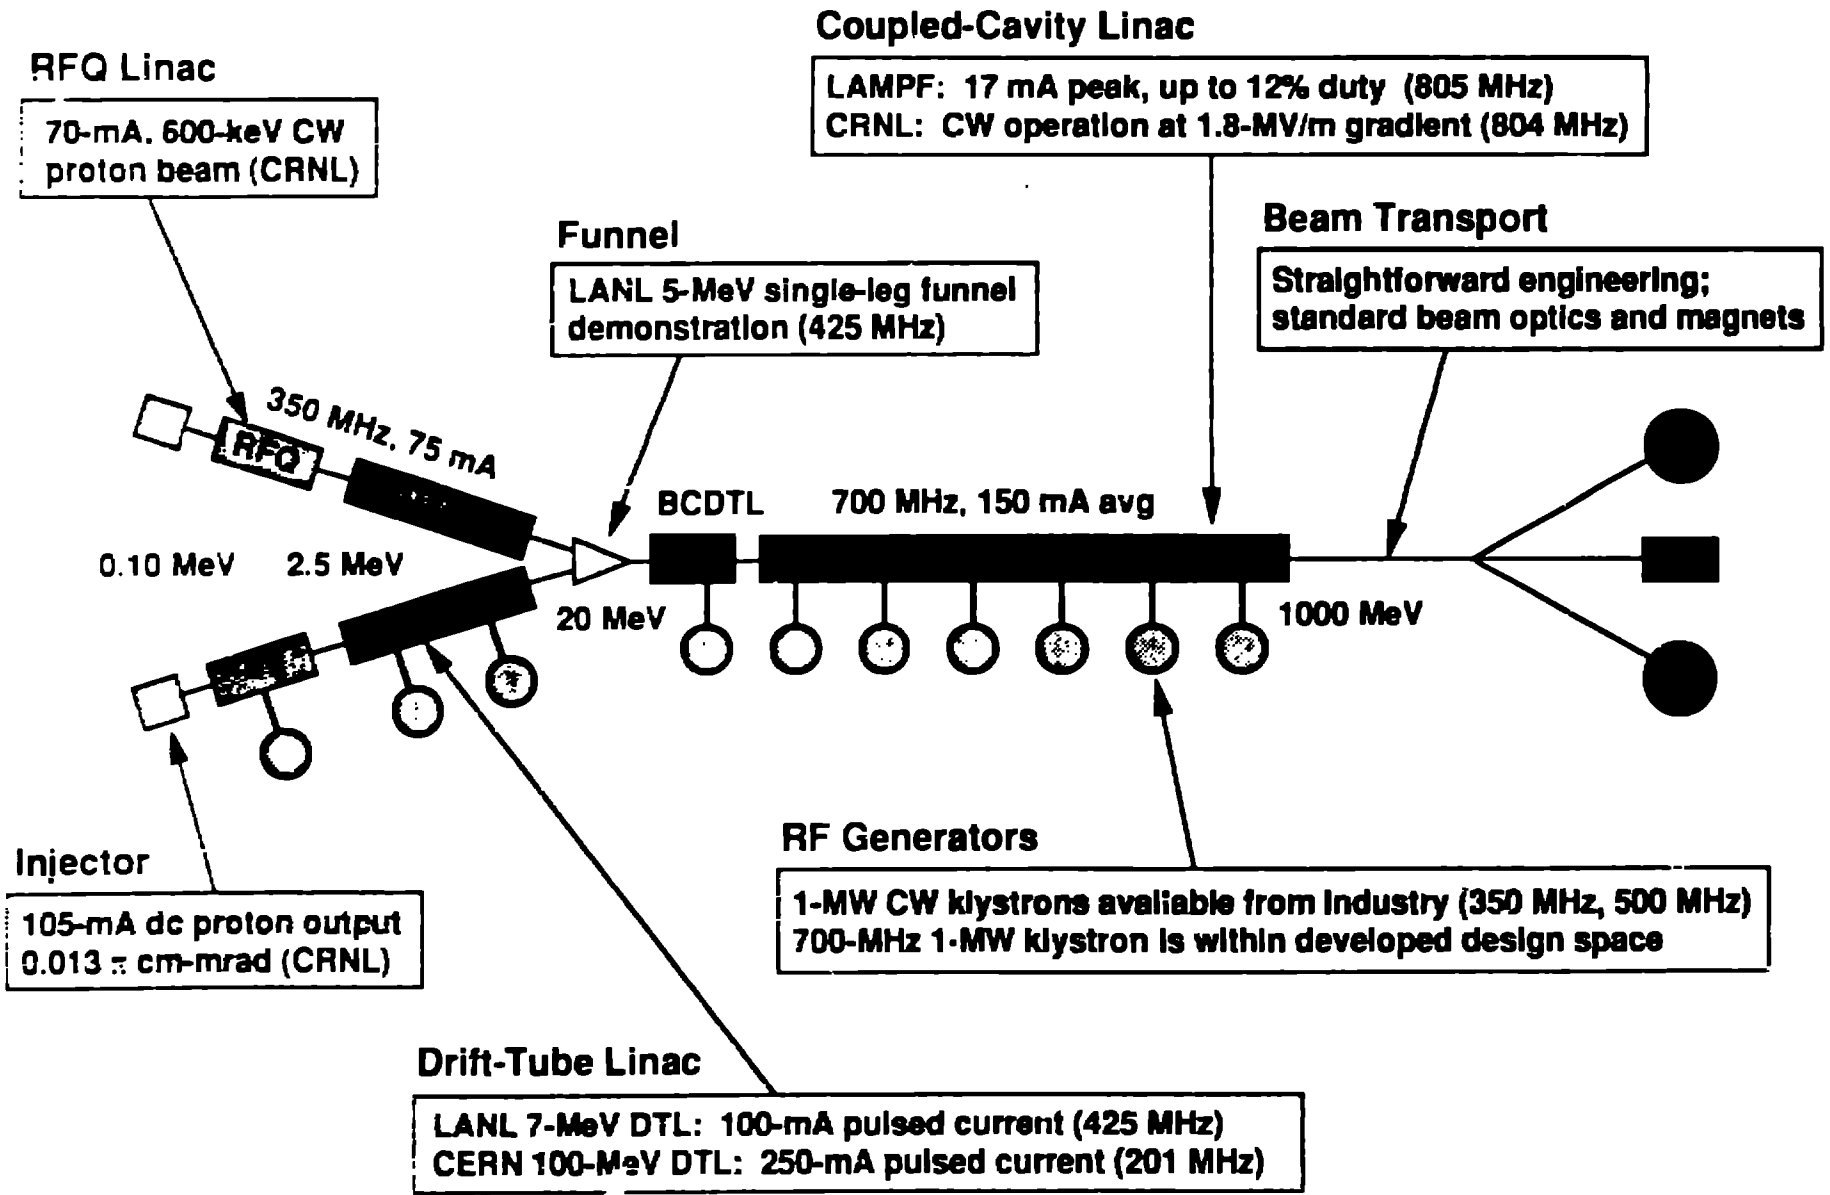 Coupled-Cavity Linac
LAMPF: 17 mA peak, up to 12% duty (805 MHz)
CRNL: CW operation at 1.8-MV/m gradient (804 MHz)
RFQ Linac
70-mA, 600-keV CW
proton beam (CRNL)
Funnel
LANL 5-MeV single-leg funnel
demonstration (425 MHz)
Beam Transport
Straightforward engineering;
standard beam optics and magnets
350 MHz, 75 mA
RFQ
BCDTL
700 MHz, 150 mA avg
0.10 MeV
2.5 MeV
20 MeV
1000 MeV
Injector
105-mA dc proton output
0.013 π cm-mrad (CRNL)
RF Generators
1-MW CW klystrons available from industry (350 MHz, 500 MHz)
700-MHz 1-MW klystron is within developed design space
Drift-Tube Linac
LANL 7-MeV DTL: 100-mA pulsed current (425 MHz)
CERN 100-MeV DTL: 250-mA pulsed current (201 MHz)